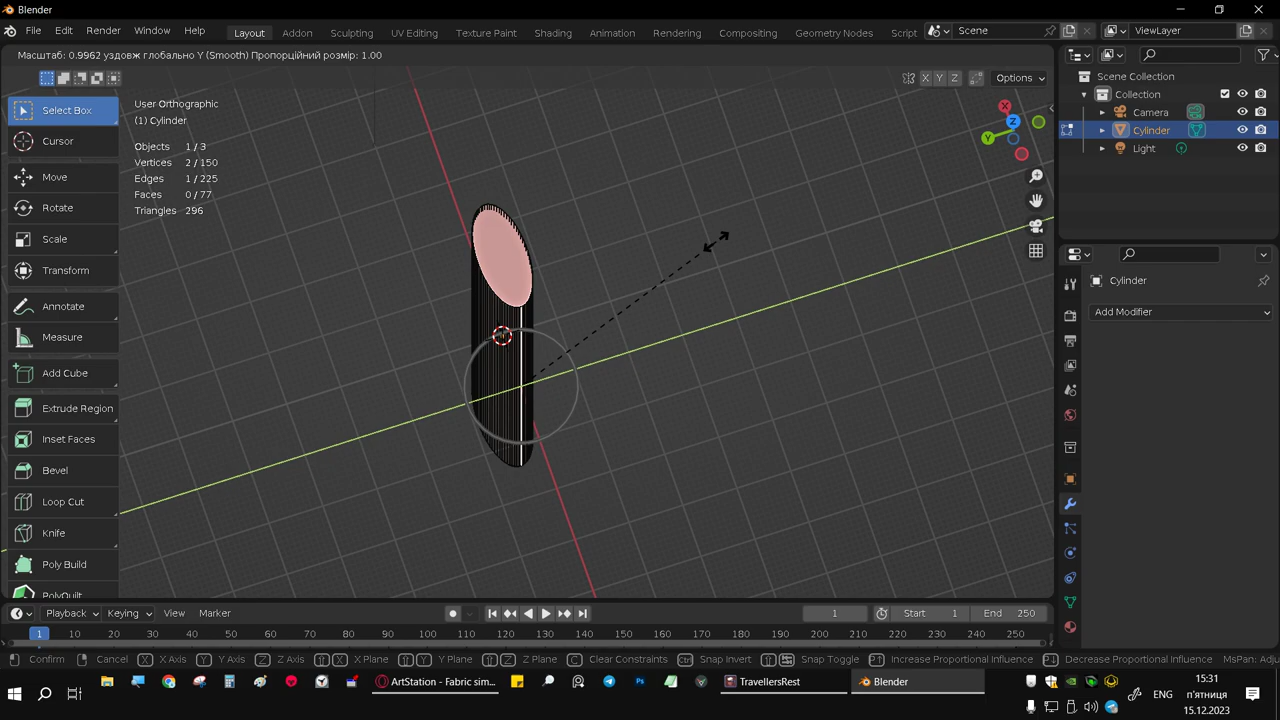 Blender
File Edit Render Window Help Layout Addon Sculpting UV Editing Texture Paint Shading Animation Rendering Compositing Geometry Nodes Script Scene ViewLayer
Масштаб: 0.9962 уздовж глобально Y (Smooth) Пропорційний розмір: 1.00
X Y Z Options
Select Box
Cursor
Move
Rotate
Scale
Transform
Annotate
Measure
Add Cube
Extrude Region
Inset Faces
Bevel
Loop Cut
Knife
Poly Build
PolyQuilt
User Orthographic
(1) Cylinder
Objects 1/3
Vertices 2/150
Edges 1/225
Faces 0/77
Triangles 296
X
Z
Y
Scene Collection
Collection
Camera
Cylinder
Light
Cylinder
Add Modifier
Playback Keying View Marker 1 Start 1 End 250
1 10 20 30 40 50 60 70 80 90 100 110 120 130 140 150 160 170 180 190 200 210 220 230 240 250
Confirm Cancel X X Axis Y Y Axis Z Z Axis X X Plane Y Y Plane Z Z Plane C Clear Constraints Ctrl Snap Invert Snap Toggle Increase Proportional Influence Decrease Proportional Influence MsPan: Adju
ArtStation - Fabric sim... TravellersRest Blender
ENG
15:31
п'ятниця
15.12.2023